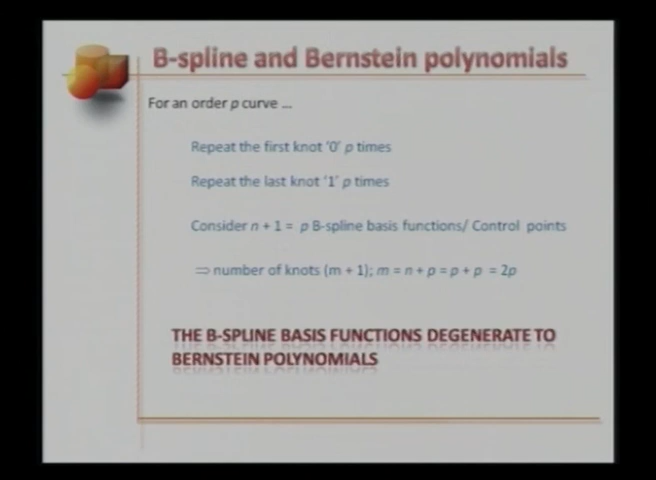 B-spline and Bernstein polynomials
For an order p curve ...
Repeat the first knot '0' p times
Repeat the last knot '1' p times
Consider n + 1 = p B-spline basis functions/ Control points
⇒ number of knots (m + 1); m = n + p = p + p = 2p
THE B-SPLINE BASIS FUNCTIONS DEGENERATE TO
BERNSTEIN POLYNOMIALS